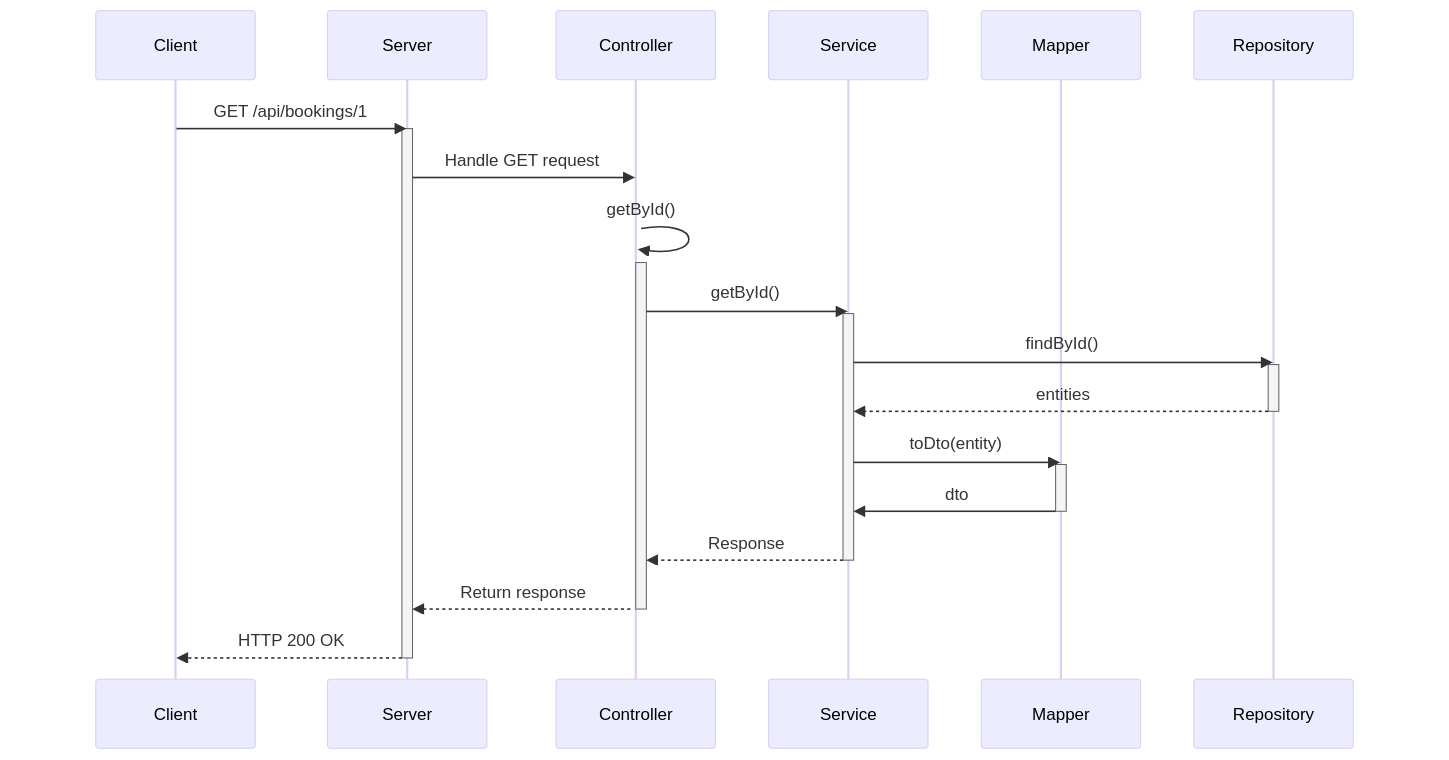 Client
Server
Controller
Service
Mapper
Repository
GET /api/bookings/1
Handle GET request
getById()
getById()
findById()
entities
toDto(entity)
dto
Response
Return response
HTTP 200 OK
Client
Server
Controller
Service
Mapper
Repository